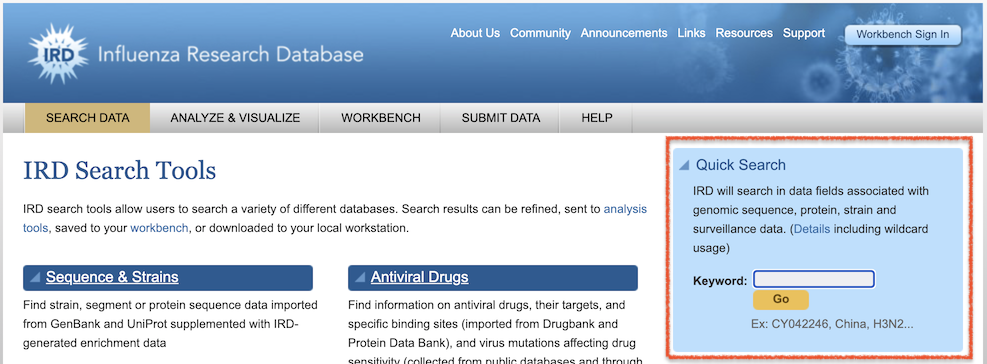 IRD Influenza Research Database
About Us Community Announcements Links Resources Support Workbench Sign In
SEARCH DATA ANALYZE & VISUALIZE WORKBENCH SUBMIT DATA HELP
IRD Search Tools
IRD search tools allow users to search a variety of different databases. Search results can be refined, sent to analysis
tools, saved to your workbench, or downloaded to your local workstation.
Sequence & Strains
Find strain, segment or protein sequence data imported
from GenBank and UniProt supplemented with IRD-
generated enrichment data
Antiviral Drugs
Find information on antiviral drugs, their targets, and
specific binding sites (imported from Drugbank and
Protein Data Bank), and virus mutations affecting drug
sensitivity (collected from public databases and through
Quick Search
IRD will search in data fields associated with
genomic sequence, protein, strain and
surveillance data. (Details including wildcard
usage)
Keyword:
Go
Ex: CY042246, China, H3N2...